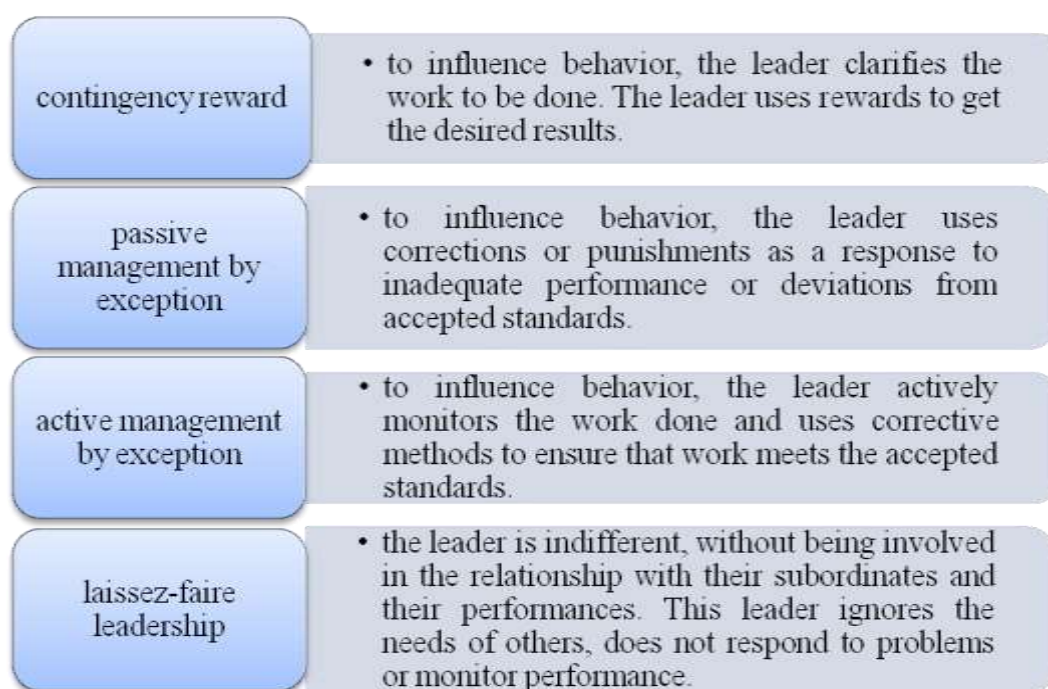 contingency reward
• to influence behavior, the leader clarifies the
work to be done. The leader uses rewards to get
the desired results.
passive
management by
exception
• to influence behavior, the leader uses
corrections or punishments as a response to
inadequate performance or deviations from
accepted standards.
active management
by exception
• to influence behavior, the leader actively
monitors the work done and uses corrective
methods to ensure that work meets the accepted
standards.
laissez-faire
leadership
• the leader is indifferent, without being involved
in the relationship with their subordinates and
their performances. This leader ignores the
needs of others, does not respond to problems
or monitor performance.